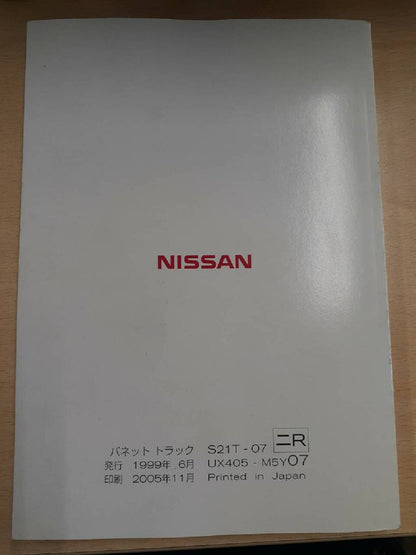 NISSAN
バネット トラック S21T-07 ニR
発行 1999年 6月 UX405-M5Y07
印刷 2005年11月 Printed in Japan